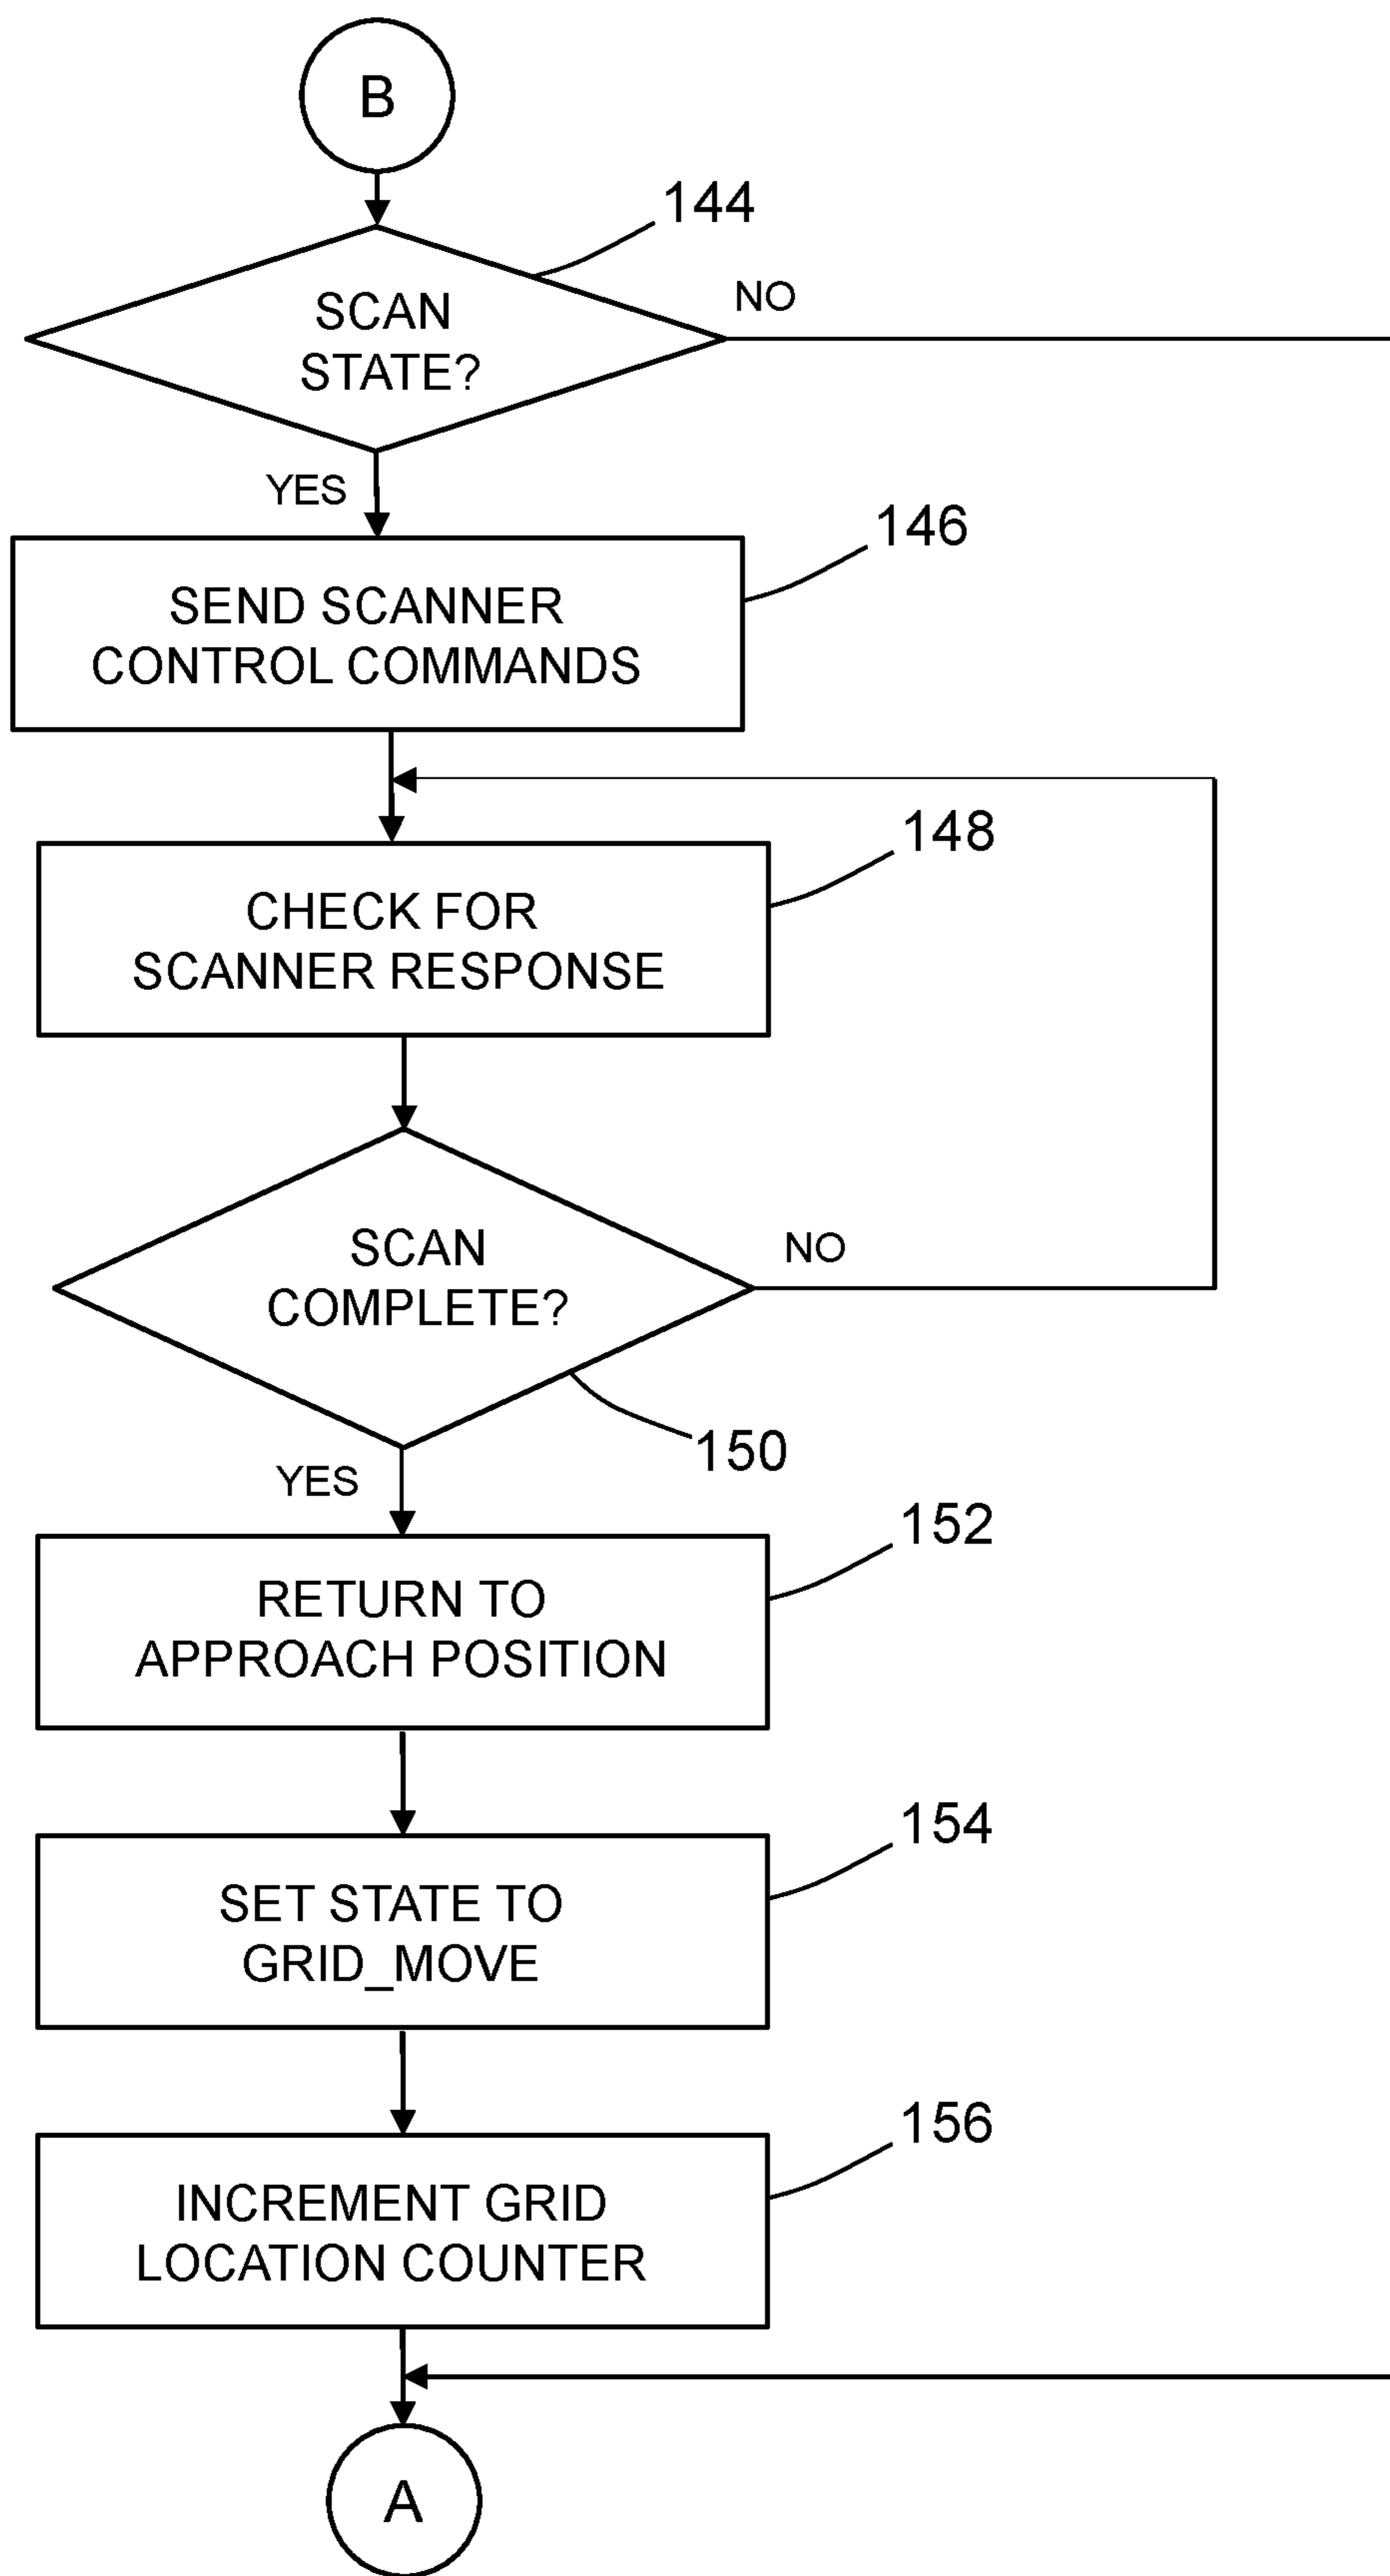 B
144
SCAN
STATE?
NO
YES
146
SEND SCANNER
CONTROL COMMANDS
148
CHECK FOR
SCANNER RESPONSE
SCAN
COMPLETE?
NO
150
YES
152
RETURN TO
APPROACH POSITION
154
SET STATE TO
GRID_MOVE
156
INCREMENT GRID
LOCATION COUNTER
A